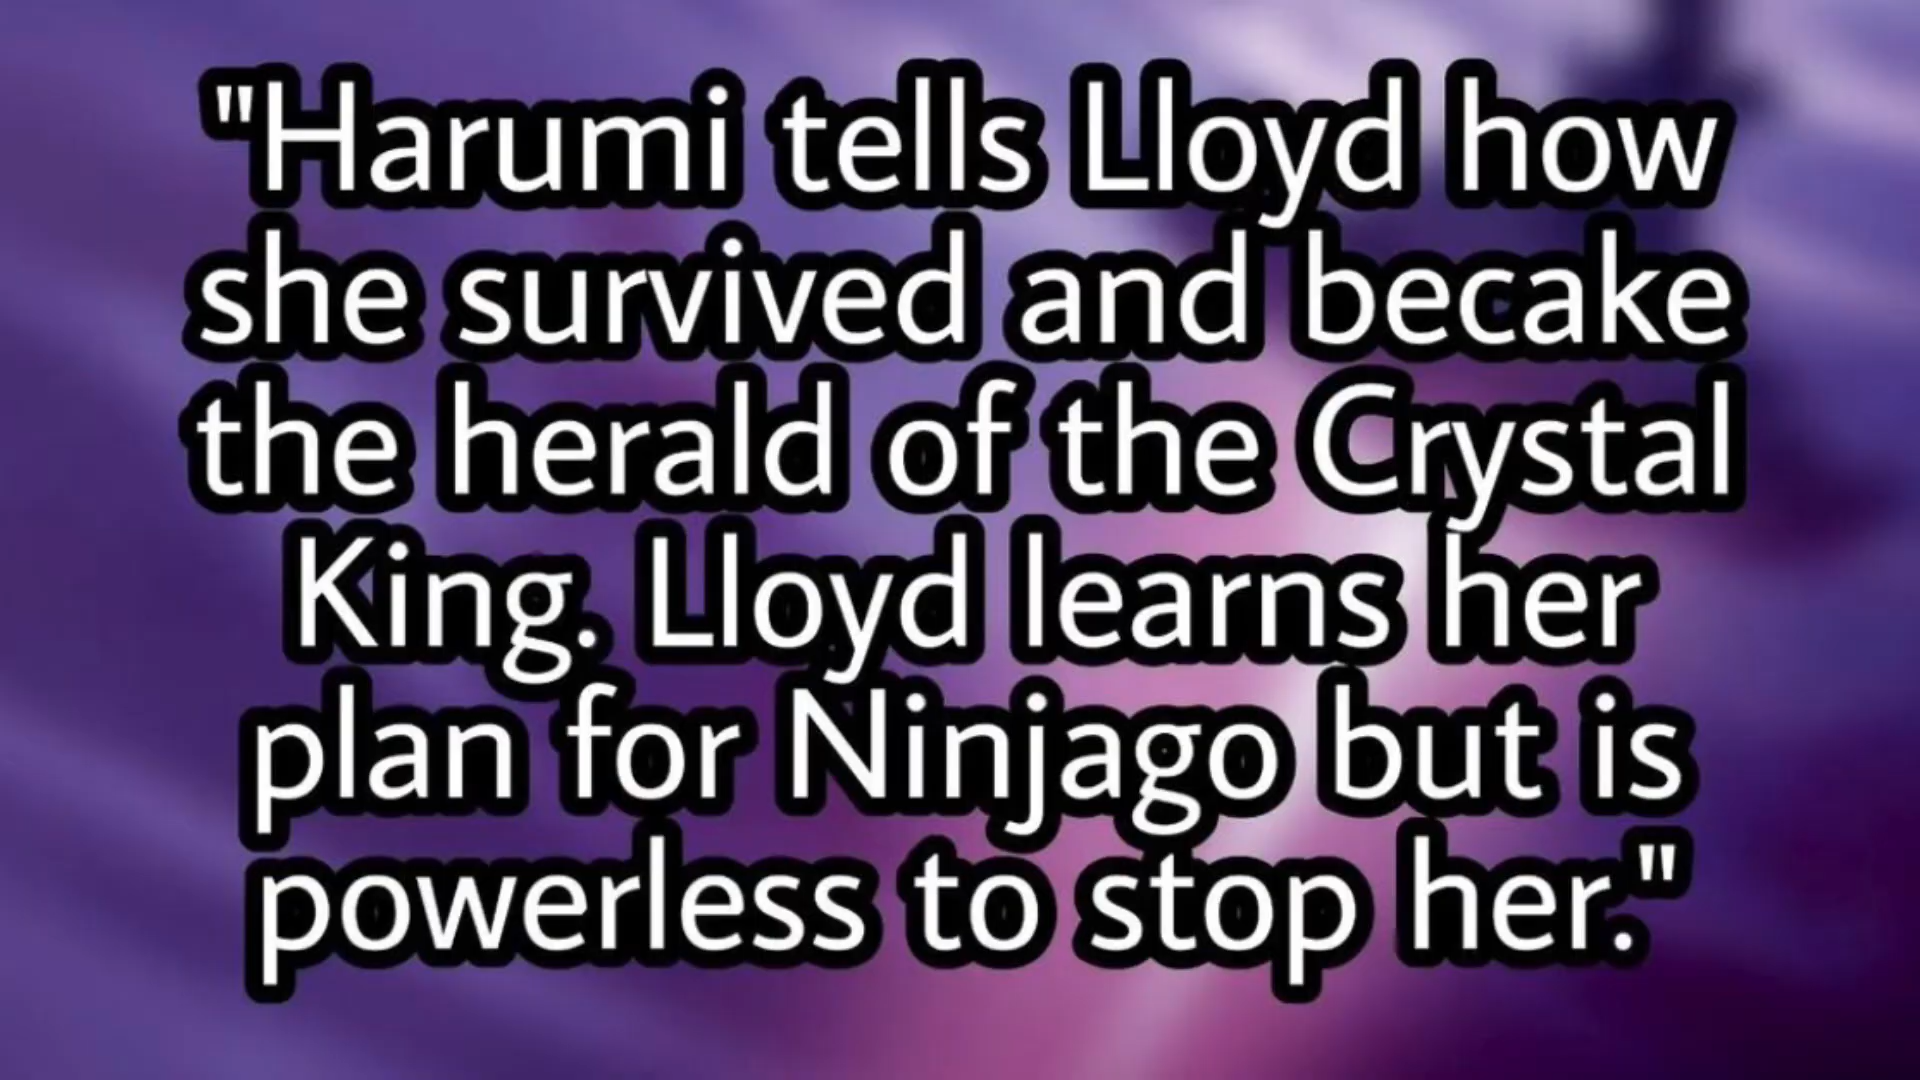 "Harumi tells Lloyd how
she survived and becake
the herald of the Crystal
King. Lloyd learns her
plan for Ninjago but is
powerless to stop her."